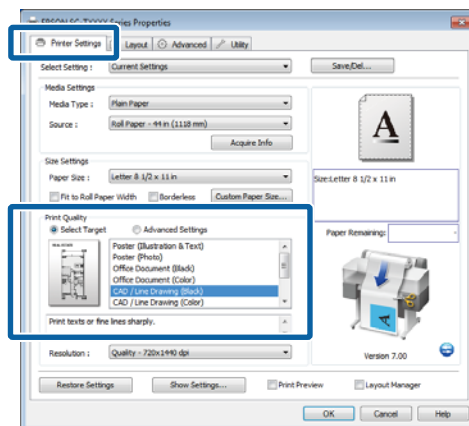 EPSON SC-TXXXX Series Properties
Printer Settings
Layout
Advanced
Utility
Select Setting :
Current Settings
Save/Del...
Media Settings
Media Type :
Plain Paper
Source :
Roll Paper - 44 in (1118 mm)
Acquire Info
Size Settings
Paper Size :
Letter 8 1/2 x 11 in
Fit to Roll Paper Width
Borderless
Custom Paper Size...
A
Size:Letter 8 1/2 x 11 in
Print Quality
Select Target
Advanced Settings
Poster (Illustration & Text)
Poster (Photo)
Office Document (Black)
Office Document (Color)
CAD / Line Drawing (Black)
CAD / Line Drawing (Color)
Print texts or fine lines sharply.
Paper Remaining:
A
Resolution :
Quality - 720x1440 dpi
Version 7.00
Restore Settings
Show Settings...
Print Preview
Layout Manager
OK
Cancel
Help